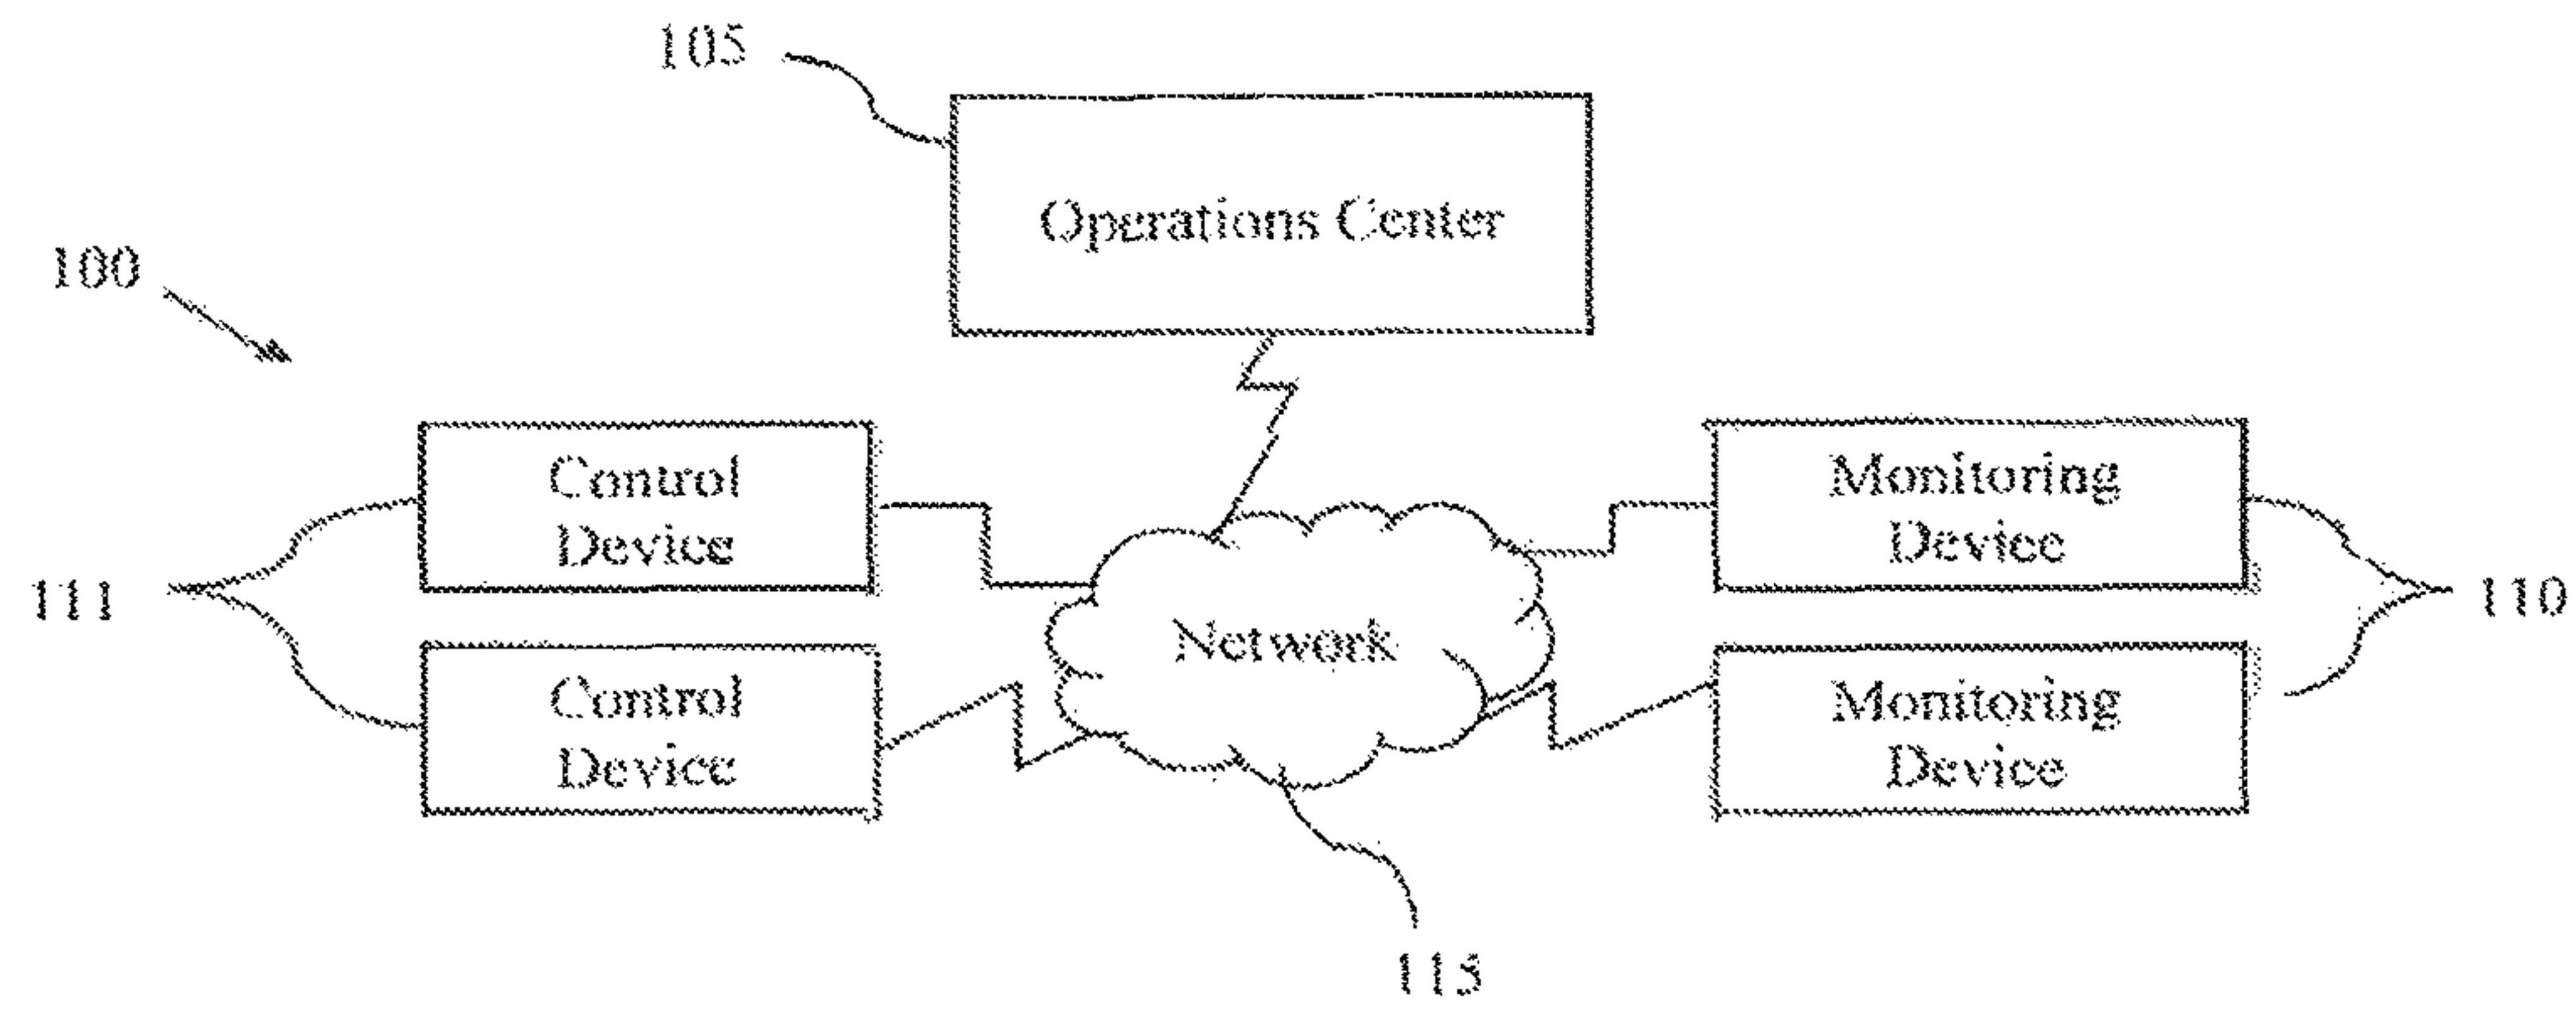 105
Operations Center
100
Control
Device
Monitoring
Device
111
Network
110
Control
Device
Monitoring
Device
115